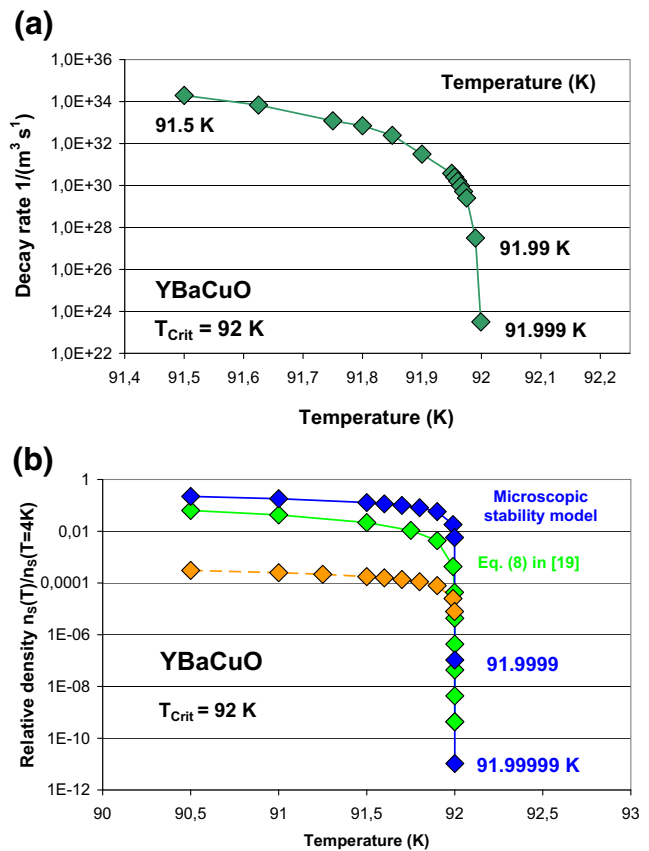 (a)
1,0E+36
1,0E+34
1,0E+32
1,0E+30
1,0E+28
1,0E+26
1,0E+24
1,0E+22
Decay rate 1/(m³ s¹)
Temperature (K)
91.5 K
91.99 K
YBaCuO
T_Crit = 92 K
91.999 K
91,4 91,5 91,6 91,7 91,8 91,9 92 92,1 92,2
Temperature (K)
(b)
1
0,01
0,0001
1E-06
1E-08
1E-10
1E-12
Relative density n_s(T)/n_s(T=4K)
Microscopic
stability model
Eq. (8) in [19]
YBaCuO
91.9999
T_Crit = 92 K
91.99999 K
90 90,5 91 91,5 92 92,5 93
Temperature (K)